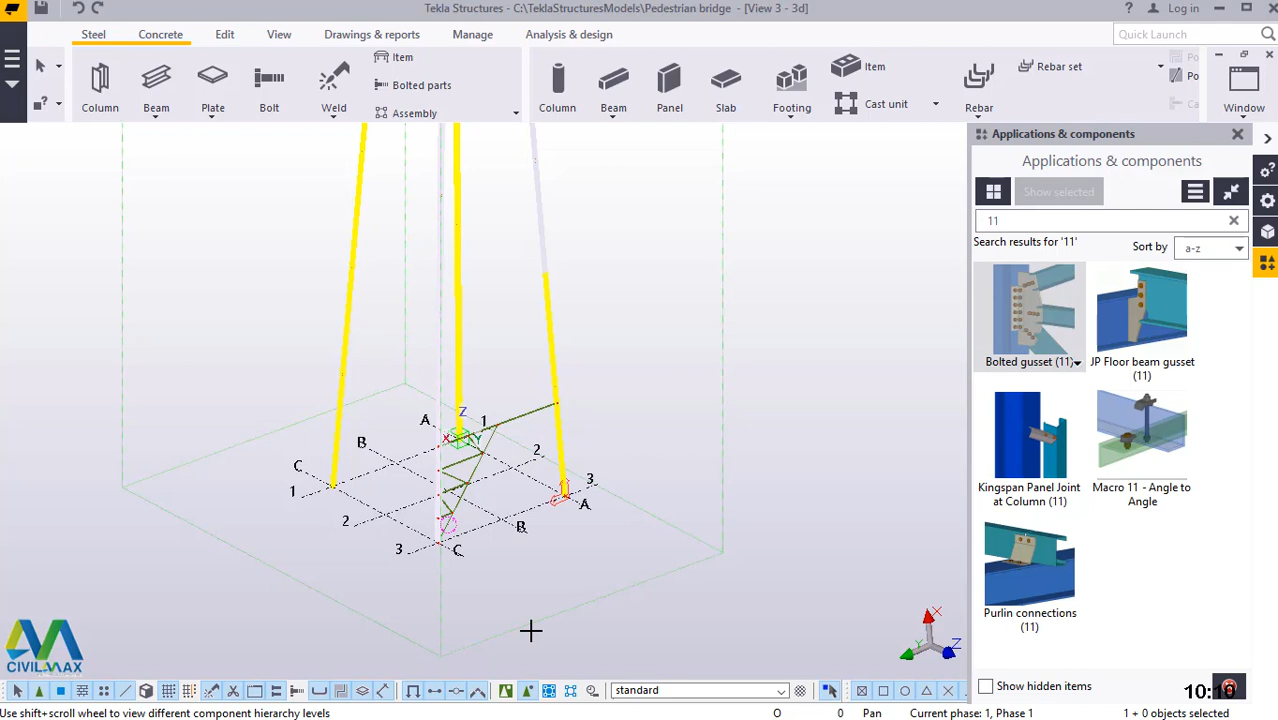 Tekla Structures - C:\TeklaStructuresModels\Pedestrian bridge - [View 3 - 3d]
Log in
Steel
Concrete
Edit
View
Drawings & reports
Manage
Analysis & design
Quick Launch
Column
Beam
Plate
Bolt
Weld
Item
Bolted parts
Assembly
Column
Beam
Panel
Slab
Footing
Item
Cast unit
Rebar
Rebar set
Window
Applications & components
Applications & components
Show selected
11
Search results for '11'
Sort by
a-z
Bolted gusset (11)
JP Floor beam gusset
(11)
Kingspan Panel Joint
at Column (11)
Macro 11 - Angle to
Angle
Purlin connections
(11)
Show hidden items
10:10
A
1
B
2
C
3
1
A
2
B
3
C
Z
X
Y
X
Y
Z
CIVILMAX
standard
Use shift+scroll wheel to view different component hierarchy levels
O
0
Pan
Current phase: 1, Phase 1
1 + 0 objects selected